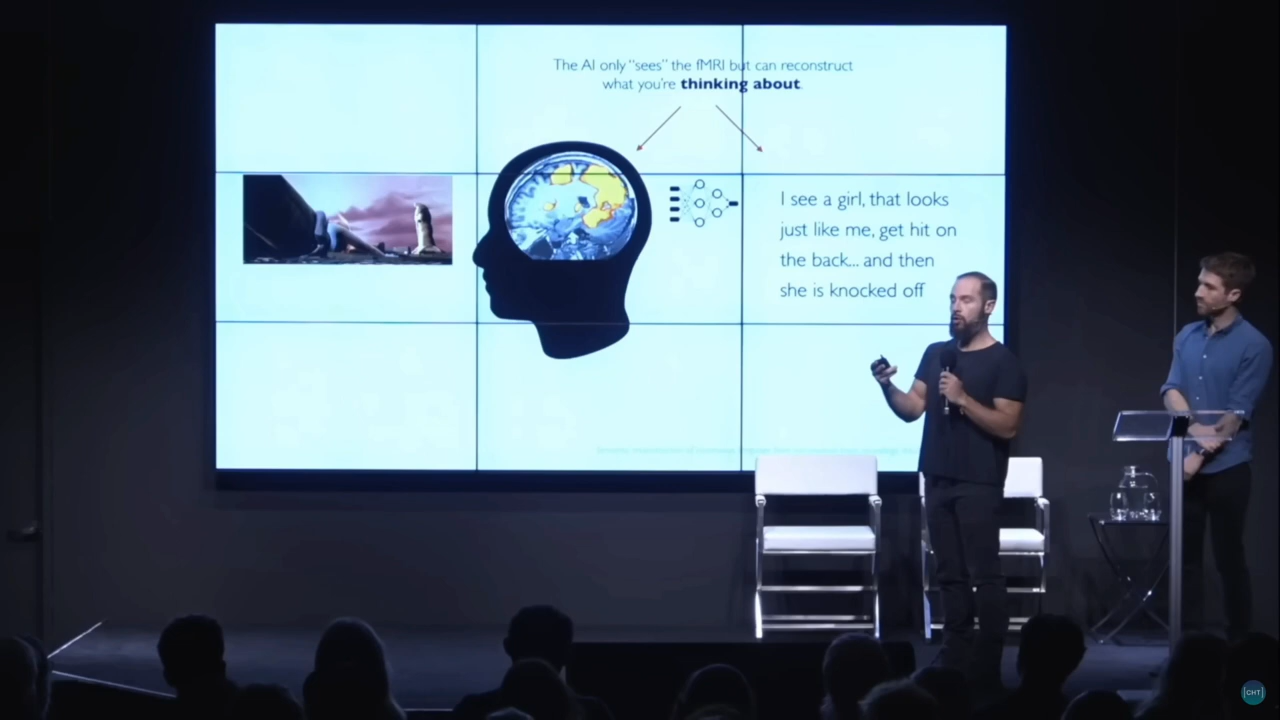 The AI only "sees" the fMRI but can reconstruct
what you're thinking about.
I see a girl, that looks
just like me, get hit on
the back... and then
she is knocked off
[CHT]